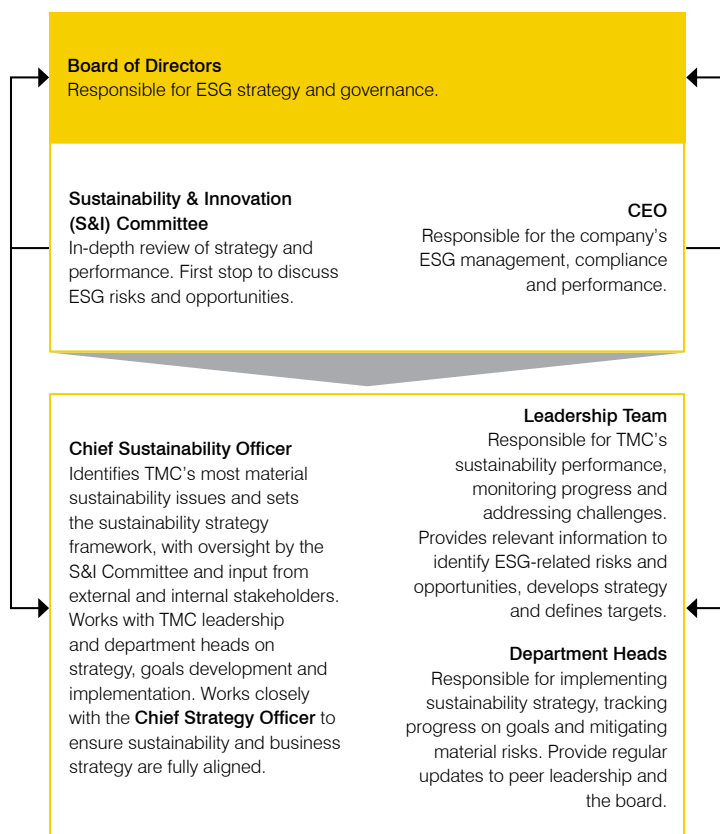 Board of Directors
Responsible for ESG strategy and governance.
Sustainability & Innovation
(S&I) Committee
In-depth review of strategy and
performance. First stop to discuss
ESG risks and opportunities.
CEO
Responsible for the company's
ESG management, compliance
and performance.
Chief Sustainability Officer
Identifies TMC's most material
sustainability issues and sets
the sustainability strategy
framework, with oversight by the
S&I Committee and input from
external and internal stakeholders.
Works with TMC leadership
and department heads on
strategy, goals development and
implementation. Works closely
with the Chief Strategy Officer to
ensure sustainability and business
strategy are fully aligned.
Leadership Team
Responsible for TMC's
sustainability performance,
monitoring progress and
addressing challenges.
Provides relevant information to
identify ESG-related risks and
opportunities, develops strategy
and defines targets.
Department Heads
Responsible for implementing
sustainability strategy, tracking
progress on goals and mitigating
material risks. Provide regular
updates to peer leadership and
the board.